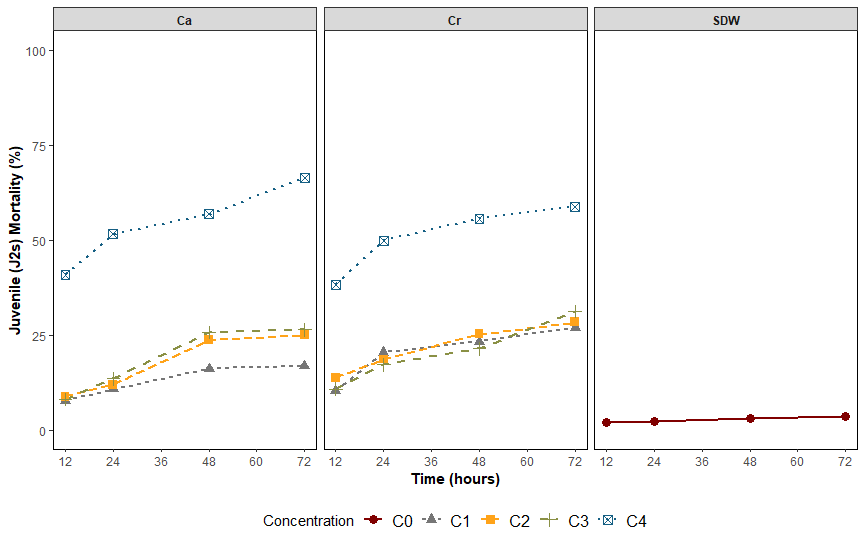 Ca Cr SDW
100
75
50
25
0
Juvenile (J2s) Mortality (%)
12 24 36 48 60 72 12 24 36 48 60 72 12 24 36 48 60 72
Time (hours)
Concentration C0 C1 C2 C3 C4